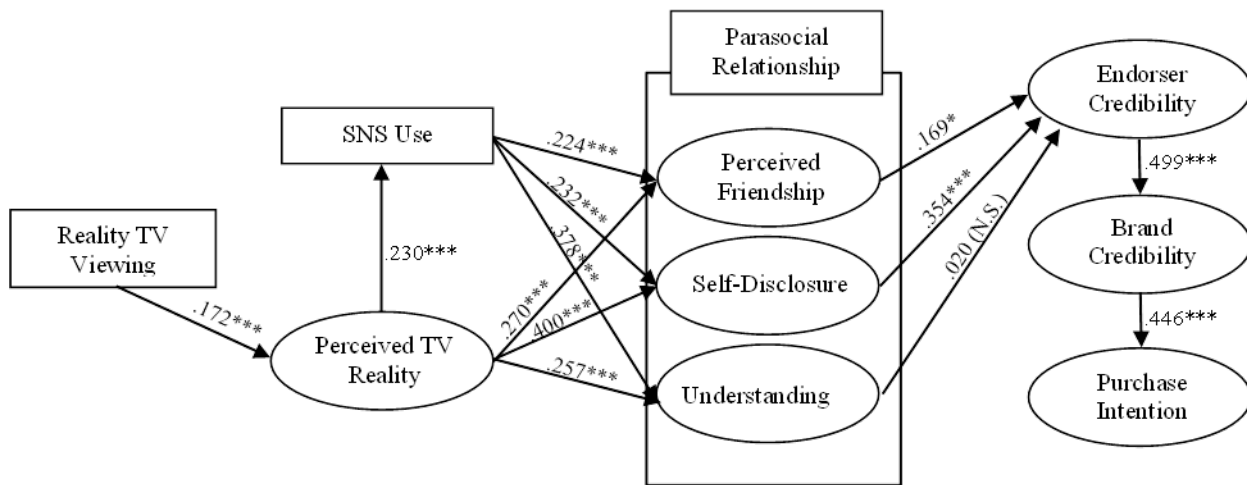 Parasocial
Relationship
Endorser
Credibility
SNS Use
.224***
.169*
Perceived
Friendship
.499***
.232***
.354***
Reality TV
Viewing
.378***
Brand
Credibility
.230***
.020 (N.S.)
Self-Disclosure
.270***
.400***
.172***
.446***
Perceived TV
Reality
.257***
Understanding
Purchase
Intention